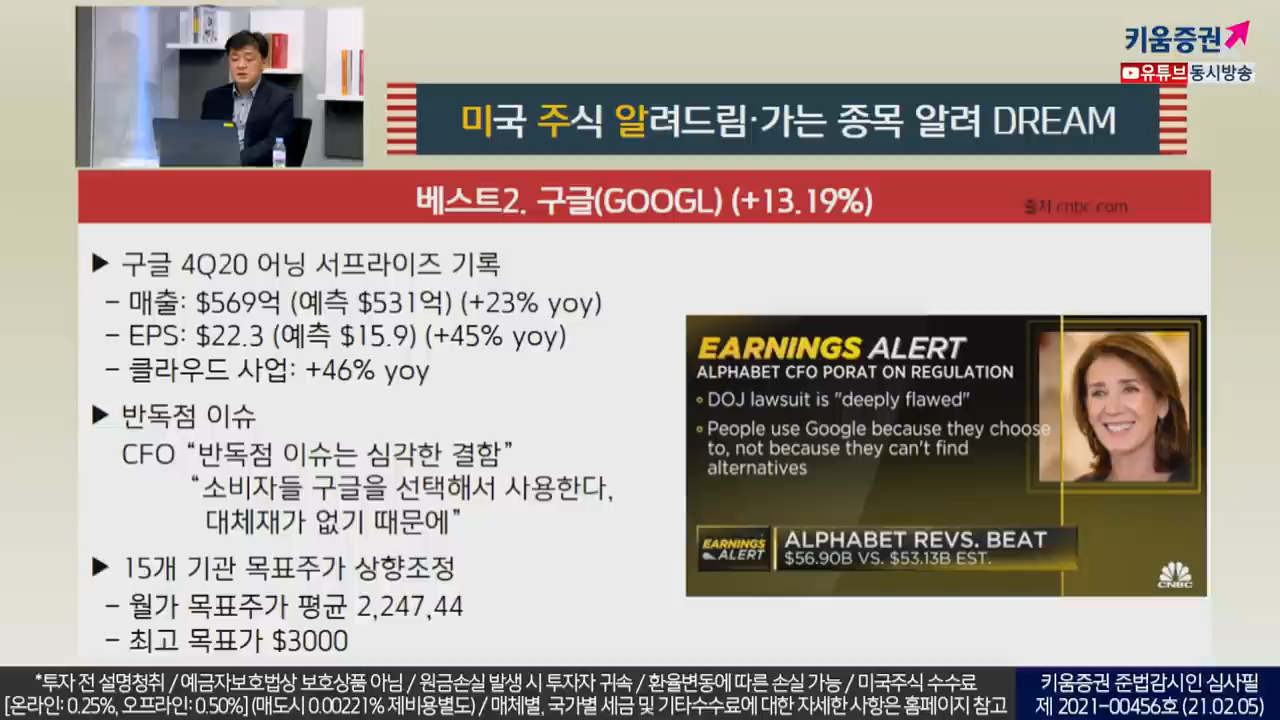 키움증권
유튜브동시방송
미국 주식 알려드림·가는 종목 알려 DREAM
베스트2. 구글(GOOGL) (+13.19%)
출처 cnbc.com
▶ 구글 4Q20 어닝 서프라이즈 기록
- 매출: $569억 (예측 $531억) (+23% yoy)
- EPS: $22.3 (예측 $15.9) (+45% yoy)
- 클라우드 사업: +46% yoy
▶ 반독점 이슈
CFO “반독점 이슈는 심각한 결함”
“소비자들 구글을 선택해서 사용한다,
대체재가 없기 때문에”
▶ 15개 기관 목표주가 상향조정
- 월가 목표주가 평균 2,247,44
- 최고 목표가 $3000
EARNINGS ALERT
ALPHABET CFO PORAT ON REGULATION
DOJ lawsuit is "deeply flawed"
People use Google because they choose
to, not because they can't find
alternatives
EARNINGS
ALERT
ALPHABET REVS. BEAT
$56.90B VS. $53.13B EST.
CNBC
*투자 전 설명청취 / 예금자보호법상 보호상품 아님 / 원금손실 발생 시 투자자 귀속 / 환율변동에 따른 손실 가능 / 미국주식 수수료
[온라인: 0.25%, 오프라인: 0.50%] (매도시 0.00221% 제비용별도) / 매체별, 국가별 세금 및 기타수수료에 대한 자세한 사항은 홈페이지 참고
키움증권 준법감시인 심사필
제 2021-00456호 (21.02.05)